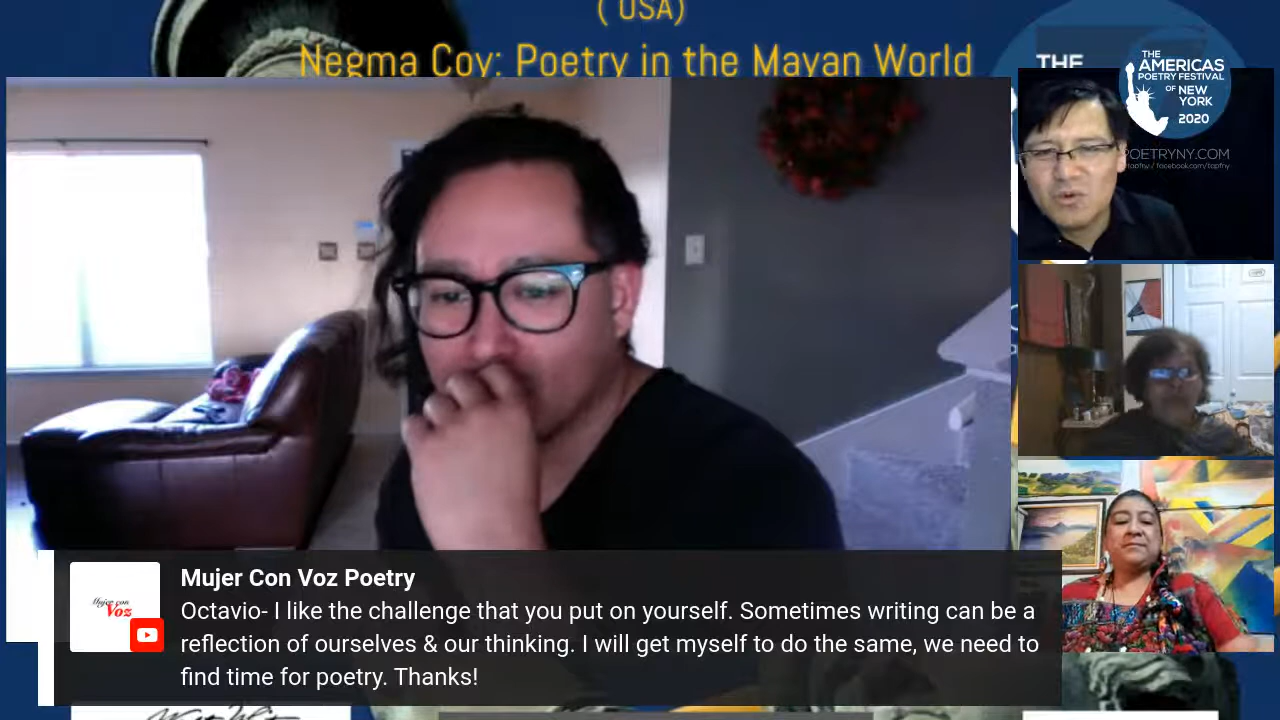 ( USA)
Negma Coy: Poetry in the Mayan World
THE
THE
AMERICAS
POETRY FESTIVAL
OF NEW
YORK
2020
POETRYNY.COM
Mujer Con Voz Poetry
Mujer con
Voz
Octavio- I like the challenge that you put on yourself. Sometimes writing can be a
reflection of ourselves & our thinking. I will get myself to do the same, we need to
find time for poetry. Thanks!